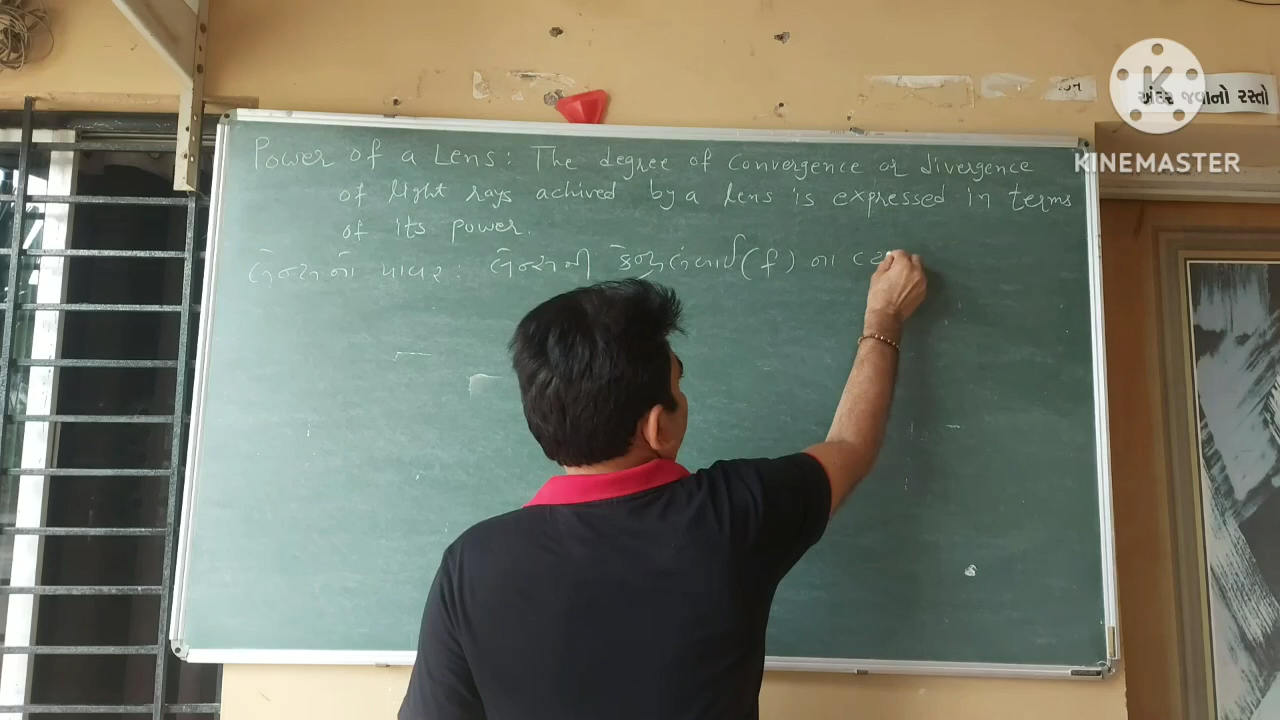 અંદર જવાનો રસ્તો
KINEMASTER
Power of a Lens: The degree of convergence or divergence
of light rays achived by a lens is expressed in terms
of its power.
લેન્સનો પાવર: લેન્સની કેન્દ્રલંબાઈ (f) ના વ્ય